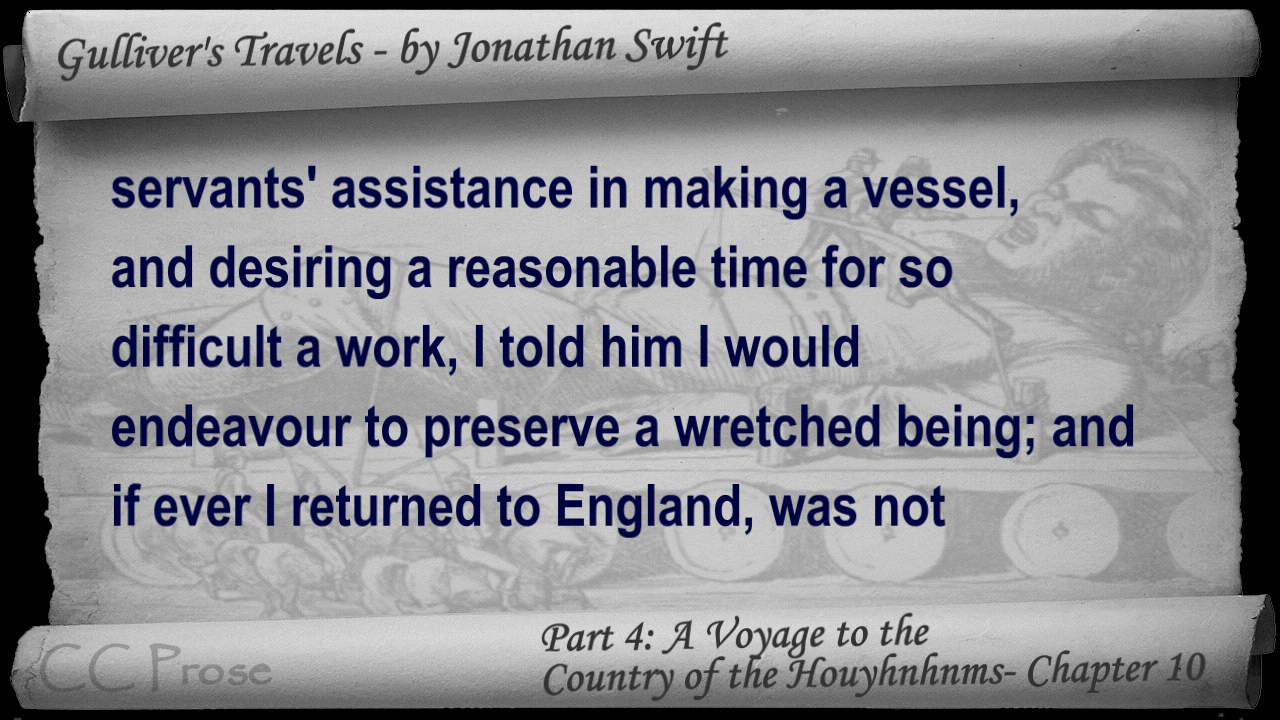 Gulliver's Travels - by Jonathan Swift
servants' assistance in making a vessel,
and desiring a reasonable time for so
difficult a work, I told him I would
endeavour to preserve a wretched being; and
if ever I returned to England, was not
CC Prose
Part 4: A Voyage to the
Country of the Houyhnhnms- Chapter 10